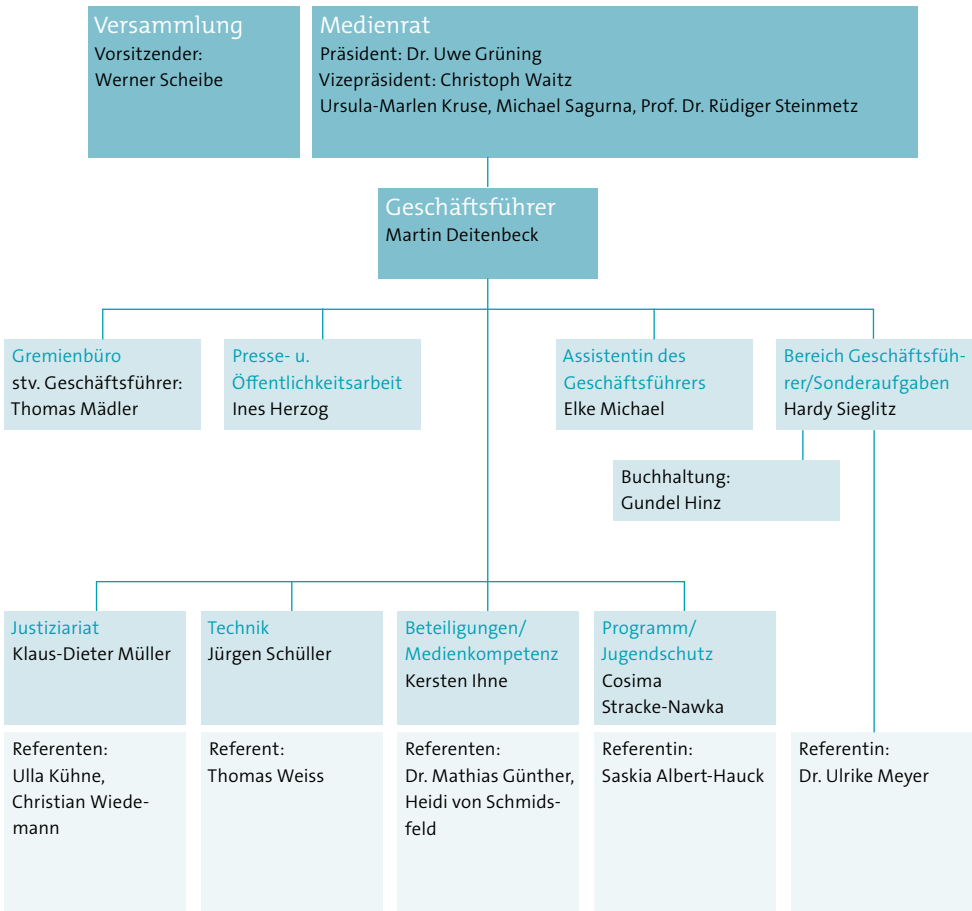 Versammlung
Vorsitzender:
Werner Scheibe
Medienrat
Präsident: Dr. Uwe Grüning
Vizepräsident: Christoph Waitz
Ursula-Marlen Kruse, Michael Sagurna, Prof. Dr. Rüdiger Steinmetz
Geschäftsführer
Martin Deitenbeck
Gremienbüro
stv. Geschäftsführer:
Thomas Mädler
Presse- u.
Öffentlichkeitsarbeit
Ines Herzog
Assistentin des
Geschäftsführers
Elke Michael
Bereich Geschäftsfüh-
rer/Sonderaufgaben
Hardy Sieglitz
Buchhaltung:
Gundel Hinz
Justiziariat
Klaus-Dieter Müller
Technik
Jürgen Schüller
Beteiligungen/
Medienkompetenz
Kersten Ihne
Programm/
Jugendschutz
Cosima
Stracke-Nawka
Referenten:
Ulla Kühne,
Christian Wiede-
mann
Referent:
Thomas Weiss
Referenten:
Dr. Mathias Günther,
Heidi von Schmids-
feld
Referentin:
Saskia Albert-Hauck
Referentin:
Dr. Ulrike Meyer